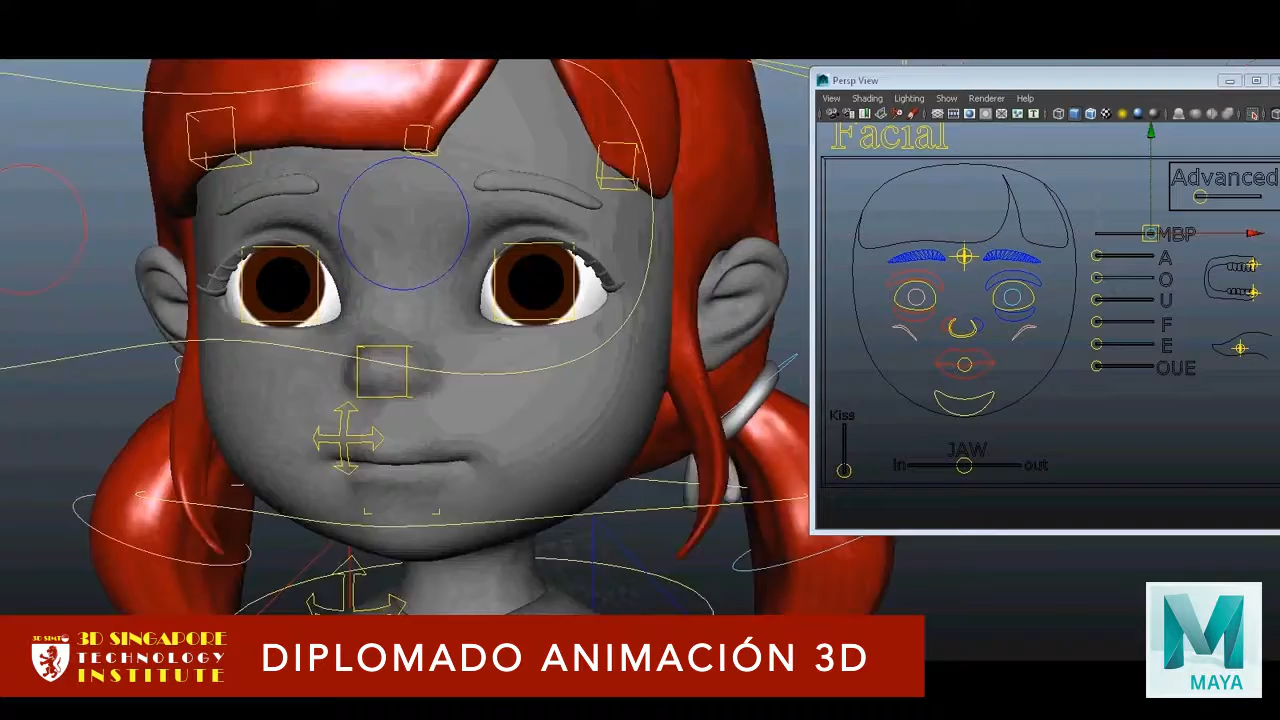 Persp View
View Shading Lighting Show Renderer Help
Facial
Advanced
MBP
A
O
U
F
E
OUE
Kiss
JAW
In out
3D SINGAPORE
TECHNOLOGY
INSTITUTE
DIPLOMADO ANIMACIÓN 3D
MAYA